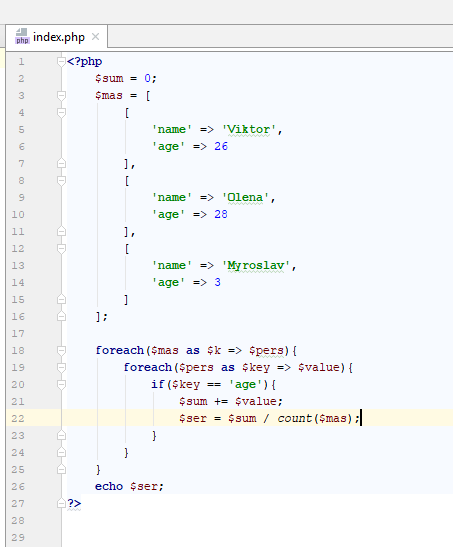 php index.php ×
1 <?php
2 $sum = 0;
3 $mas = [
4 [
5 'name' => 'Viktor',
6 'age' => 26
7 ],
8 [
9 'name' => 'Olena',
10 'age' => 28
11 ],
12 [
13 'name' => 'Myroslav',
14 'age' => 3
15 ]
16 ];
17
18 foreach($mas as $k => $pers){
19 foreach($pers as $key => $value){
20 if($key == 'age'){
21 $sum += $value;
22 $ser = $sum / count($mas);
23 }
24 }
25 }
26 echo $ser;
27 ?>
28
29